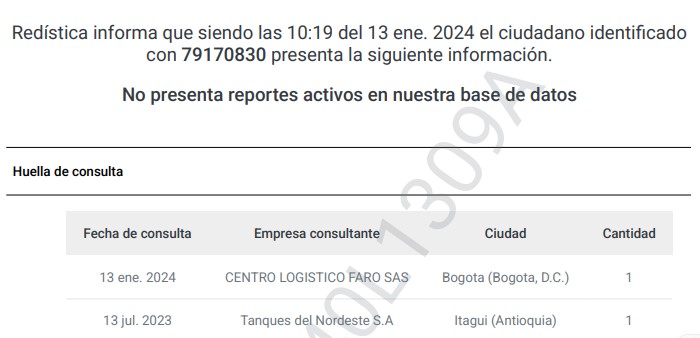 Redística informa que siendo las 10:19 del 13 ene. 2024 el ciudadano identificado
con 79170830 presenta la siguiente información.
No presenta reportes activos en nuestra base de datos
Huella de consulta
Fecha de consulta Empresa consultante Ciudad Cantidad
13 ene. 2024 CENTRO LOGISTICO FARO SAS Bogota (Bogota, D.C.) 1
13 jul. 2023 Tanques del Nordeste S.A Itagui (Antioquia) 1
1309A